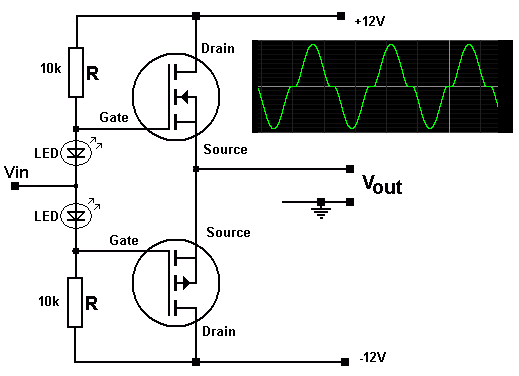 +12V
Drain
10k R
Gate
LED
Source
Vin
Vout
LED
Source
Gate
10k R
Drain
-12V